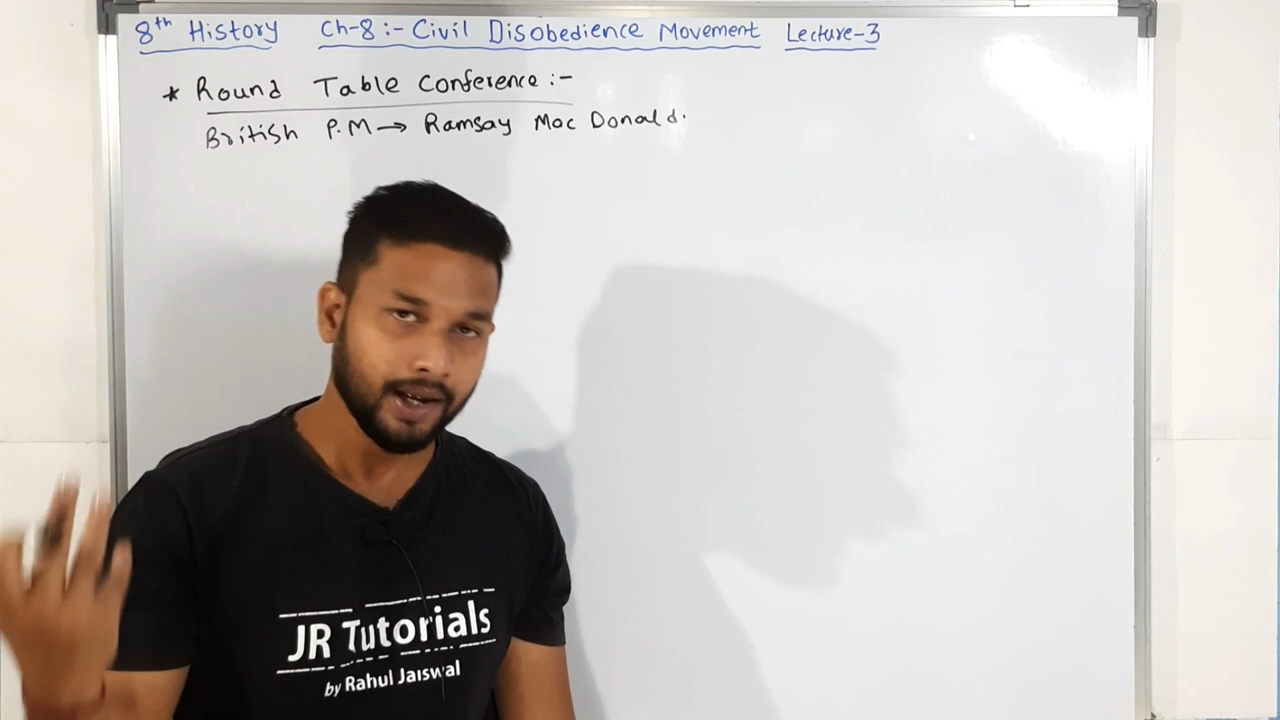 8th History Ch-8:- Civil Disobedience Movement Lecture-3
* Round Table Conference :-
British P.M → Ramsay Mac Donald.
JR Tutorials
by Rahul Jaiswal